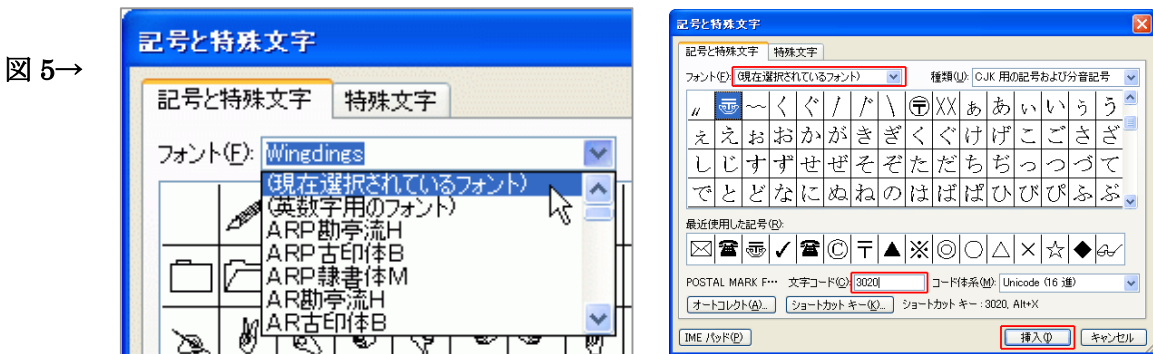 図 5→
記号と特殊文字
記号と特殊文字 特殊文字
フォント(F): Wingdings
(現在選択されているフォント)
(英数字用のフォント)
ARP勘亭流H
ARP古印体B
ARP隷書体M
AR勘亭流H
AR古印体B
記号と特殊文字
記号と特殊文字 特殊文字
フォント(F): (現在選択されているフォント) 種類(U): CJK 用の記号および分音記号
〃 〠 〜 く ぐ 〳 〴 〵 〶 XX ぁ あ ぃ い ぅ う
ぇ え ぉ お か が き ぎ く ぐ け げ こ ご さ ざ
し じ す ず せ ぜ そ ぞ た だ ち ぢ っ つ づ て
で と ど な に ぬ ね の は ば ぱ ひ び ぴ ふ ぶ
最近使用した記号(R):
✉ ☎ 〠 ✓ ☎ © 〒 ▲ ※ ◎ ○ △ × ☆ ◆
POSTAL MARK F… 文字コード(C): 3020 コード体系(M): Unicode (16 進)
オートコレクト(A)... ショートカット キー(K)... ショートカット キー : 3020, Alt+X
IME パッド(P) 挿入(I) キャンセル